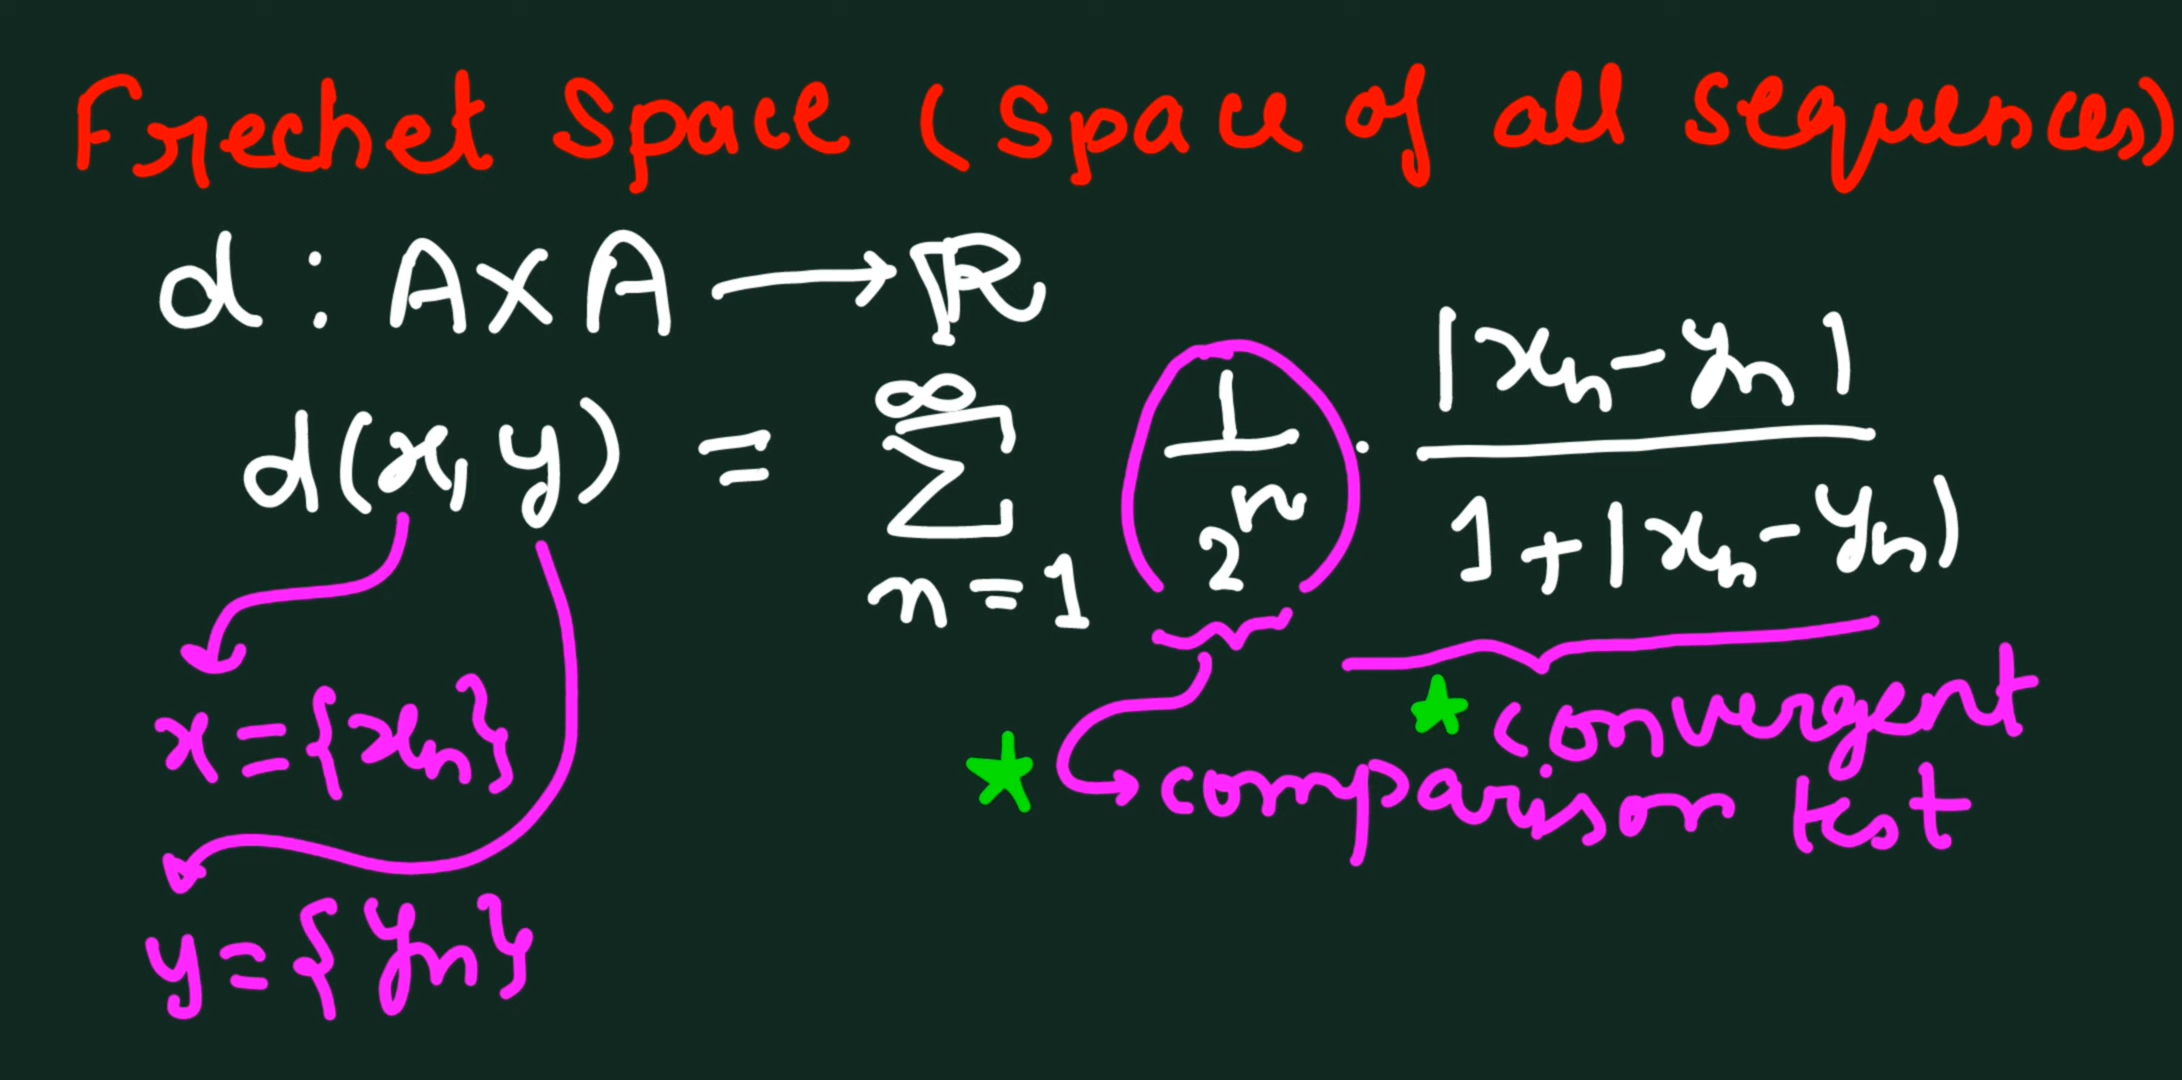 Frechet Space (Space of all sequences)
d : A × A → ℝ
d(x, y) = ∑_{n=1}^{∞} 1/2^n · |x_n - y_n| / 1 + |x_n - y_n|
x = {x_n}
★ convergent
★ comparison test
y = {y_n}